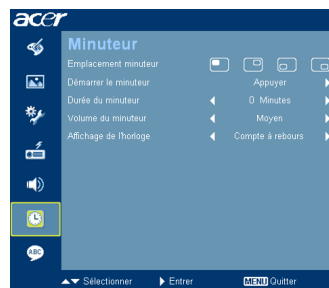 acer
Minuteur
Emplacement minuteur
Démarrer le minuteur Appuyer
Durée du minuteur 0 Minutes
Volume du minuteur Moyen
Affichage de l'horloge Compte à rebours
ABC
Sélectionner Entrer MENU Quitter